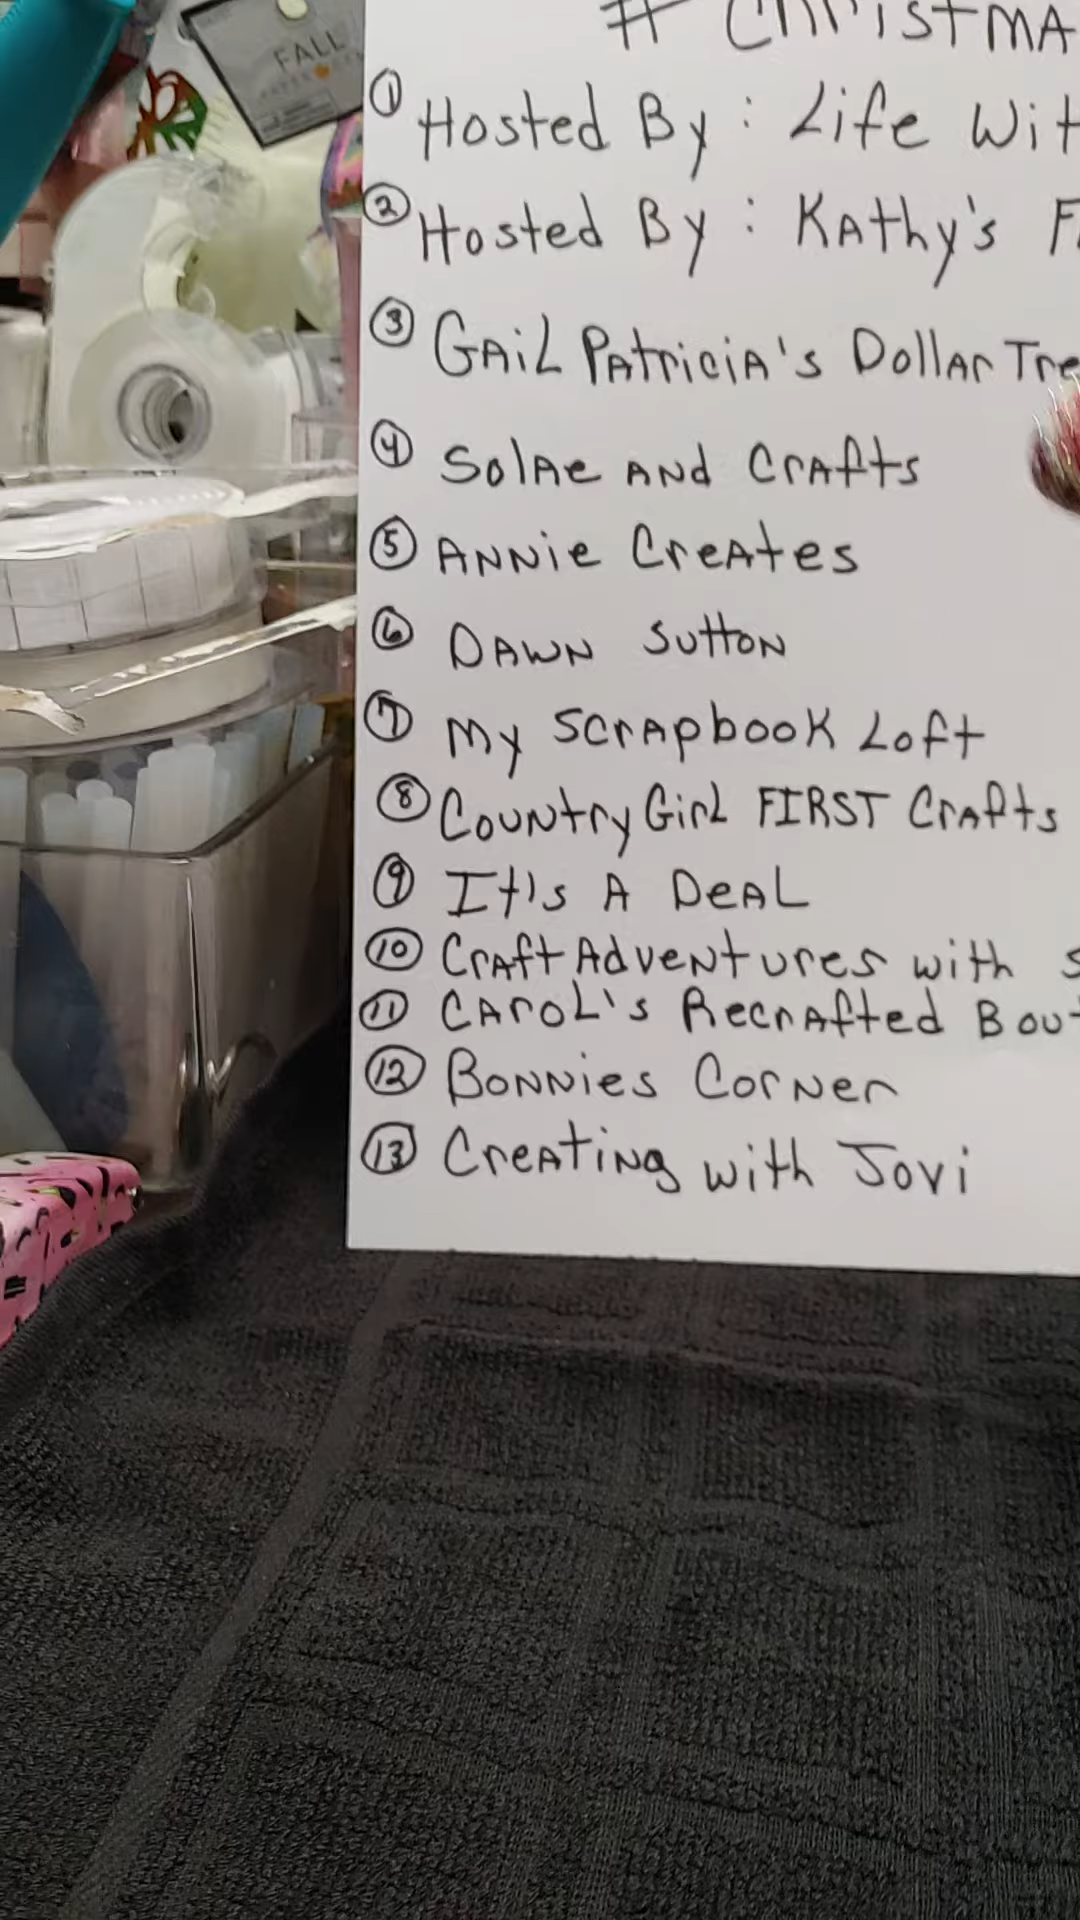 FALL
# CHRISTMA
① Hosted By: Life Wit
② Hosted By: Kathy's F
③ Gail Patricia's Dollar Tre
④ Solae And Crafts
⑤ Annie Creates
⑥ Dawn Sutton
⑦ My Scrapbook Loft
⑧ Country Girl FIRST Crafts
⑨ It's A Deal
⑩ Craft Adventures with S
⑪ Carol's Recrafted Bout
⑫ Bonnies Corner
⑬ Creating with Jovi